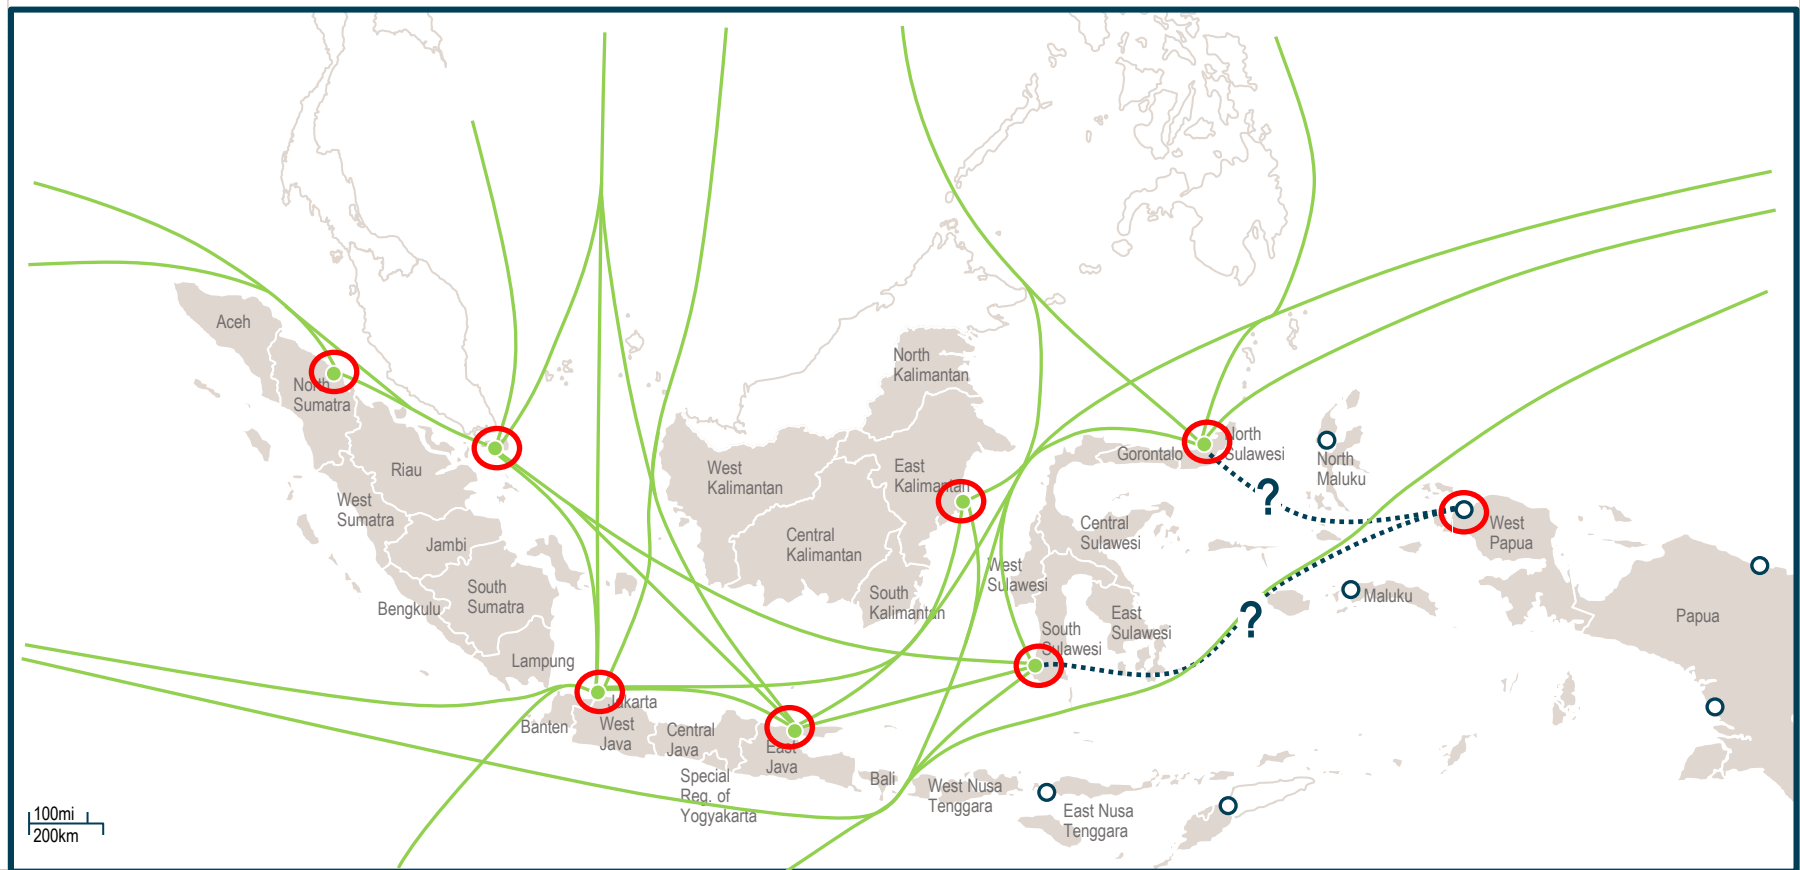 Aceh
North
Sumatra
Riau
West
Sumatra
Jambi
South
Sumatra
Bengkulu
Lampung
Jakarta
Banten
West
Java
Central
Java
East
Java
Special
Reg. of
Yogyakarta
Bali
West Nusa
Tenggara
East Nusa
Tenggara
North
Kalimantan
West
Kalimantan
East
Kalimantan
Central
Kalimantan
South
Kalimantan
Gorontalo
North
Sulawesi
Central
Sulawesi
West
Sulawesi
East
Sulawesi
South
Sulawesi
North
Maluku
Maluku
West
Papua
Papua
?
?
100mi
200km